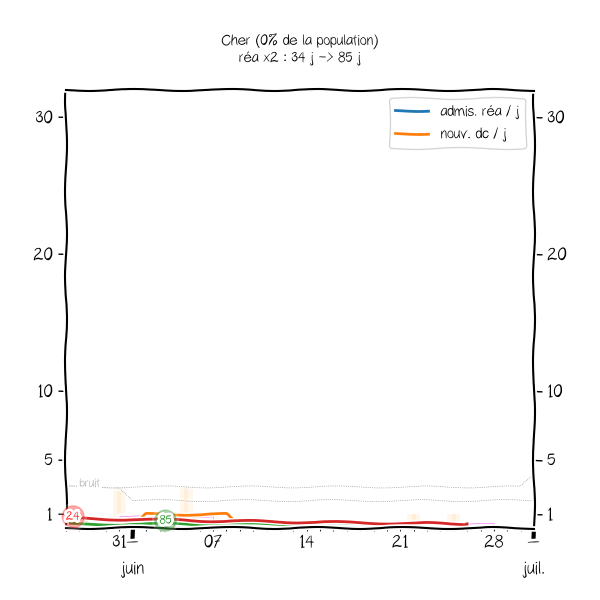 Cher (0% de la population)
réa x2 : 34 j -> 85 j
admis. réa / j
nouv. dc / j
30
30
20
20
10
10
5
5
bruit
1
24
85
1
31
07
14
21
28
juin
juil.